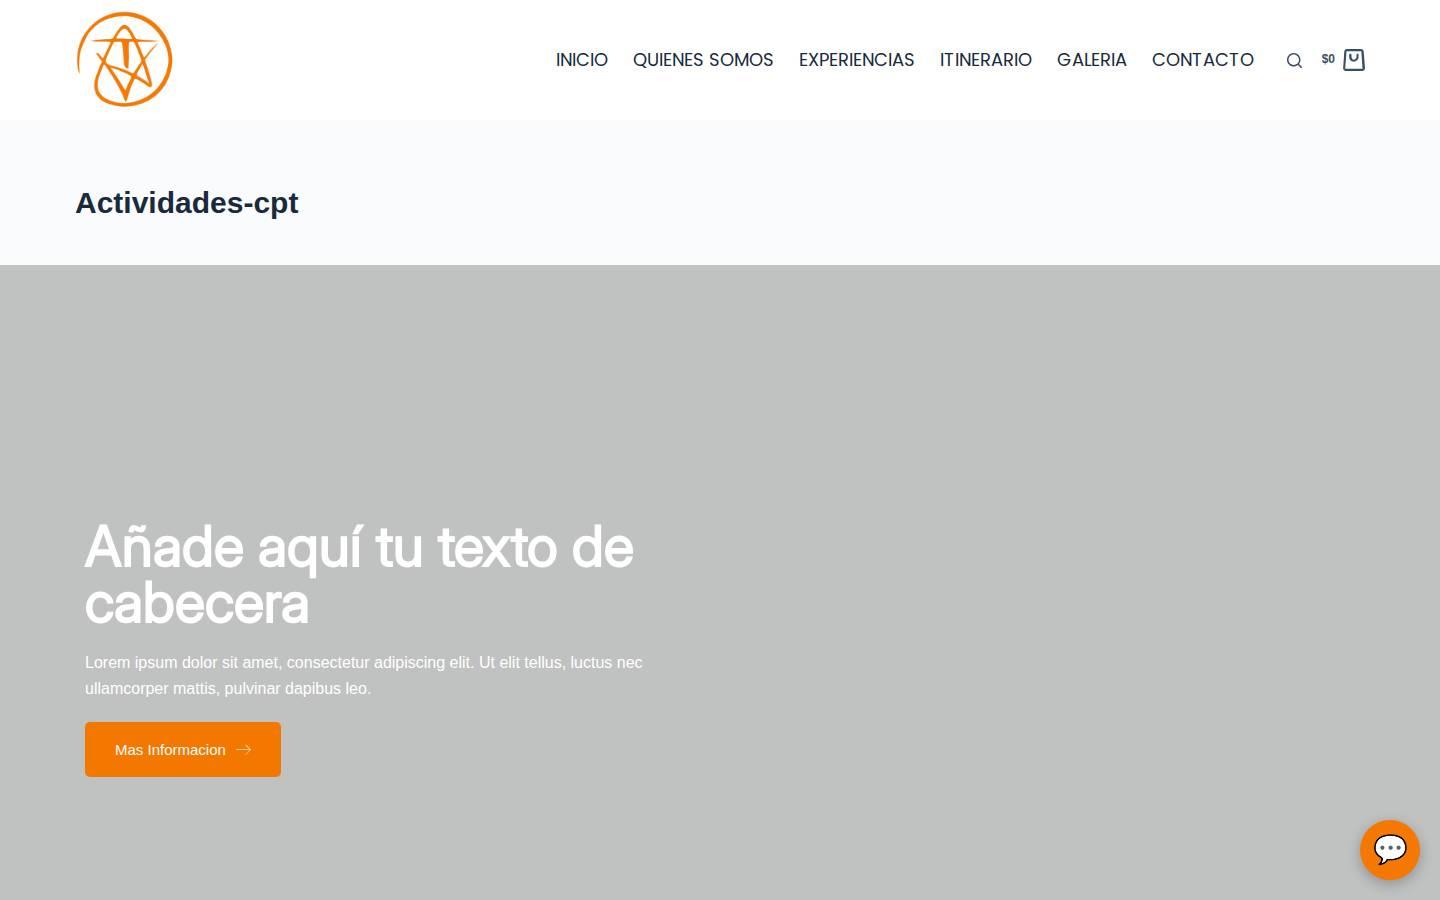 INICIO QUIENES SOMOS EXPERIENCIAS ITINERARIO GALERIA CONTACTO $0
Actividades-cpt
Añade aquí tu texto de
cabecera
Lorem ipsum dolor sit amet, consectetur adipiscing elit. Ut elit tellus, luctus nec
ullamcorper mattis, pulvinar dapibus leo.
Mas Informacion